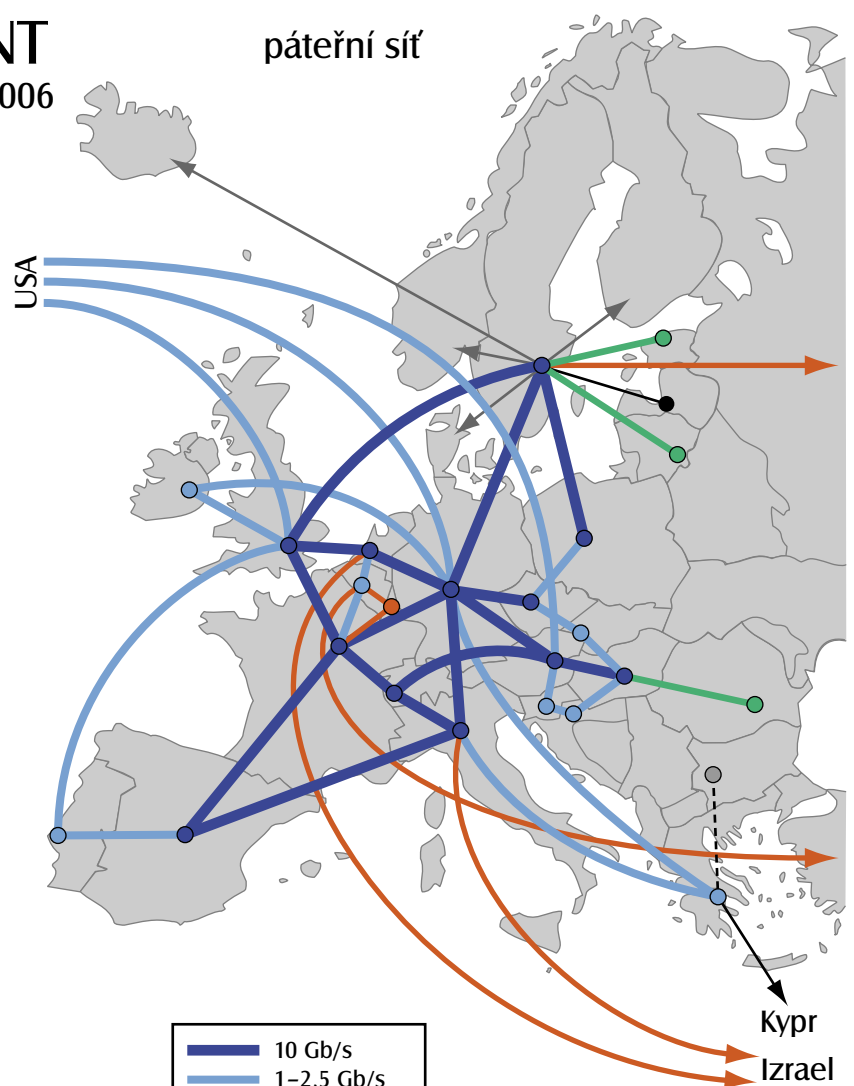 NT
páteřní síť
006
USA
Kypr
Izrael
10 Gb/s
1–2,5 Gb/s